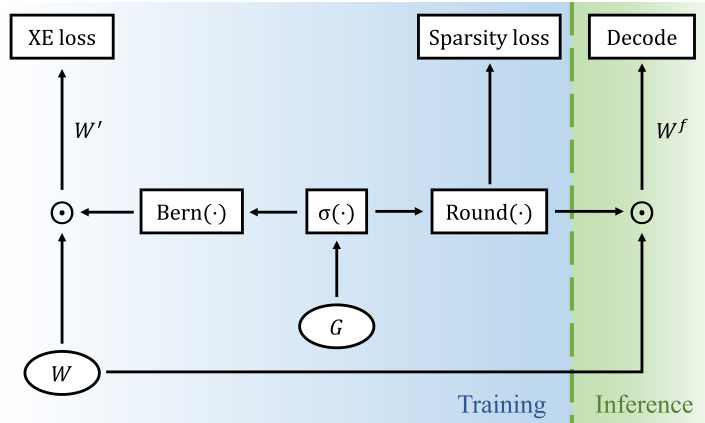 XE loss
Sparsity loss
Decode
W′
W^f
⊙
Bern(·)
σ(·)
Round(·)
⊙
G
W
Training
Inference